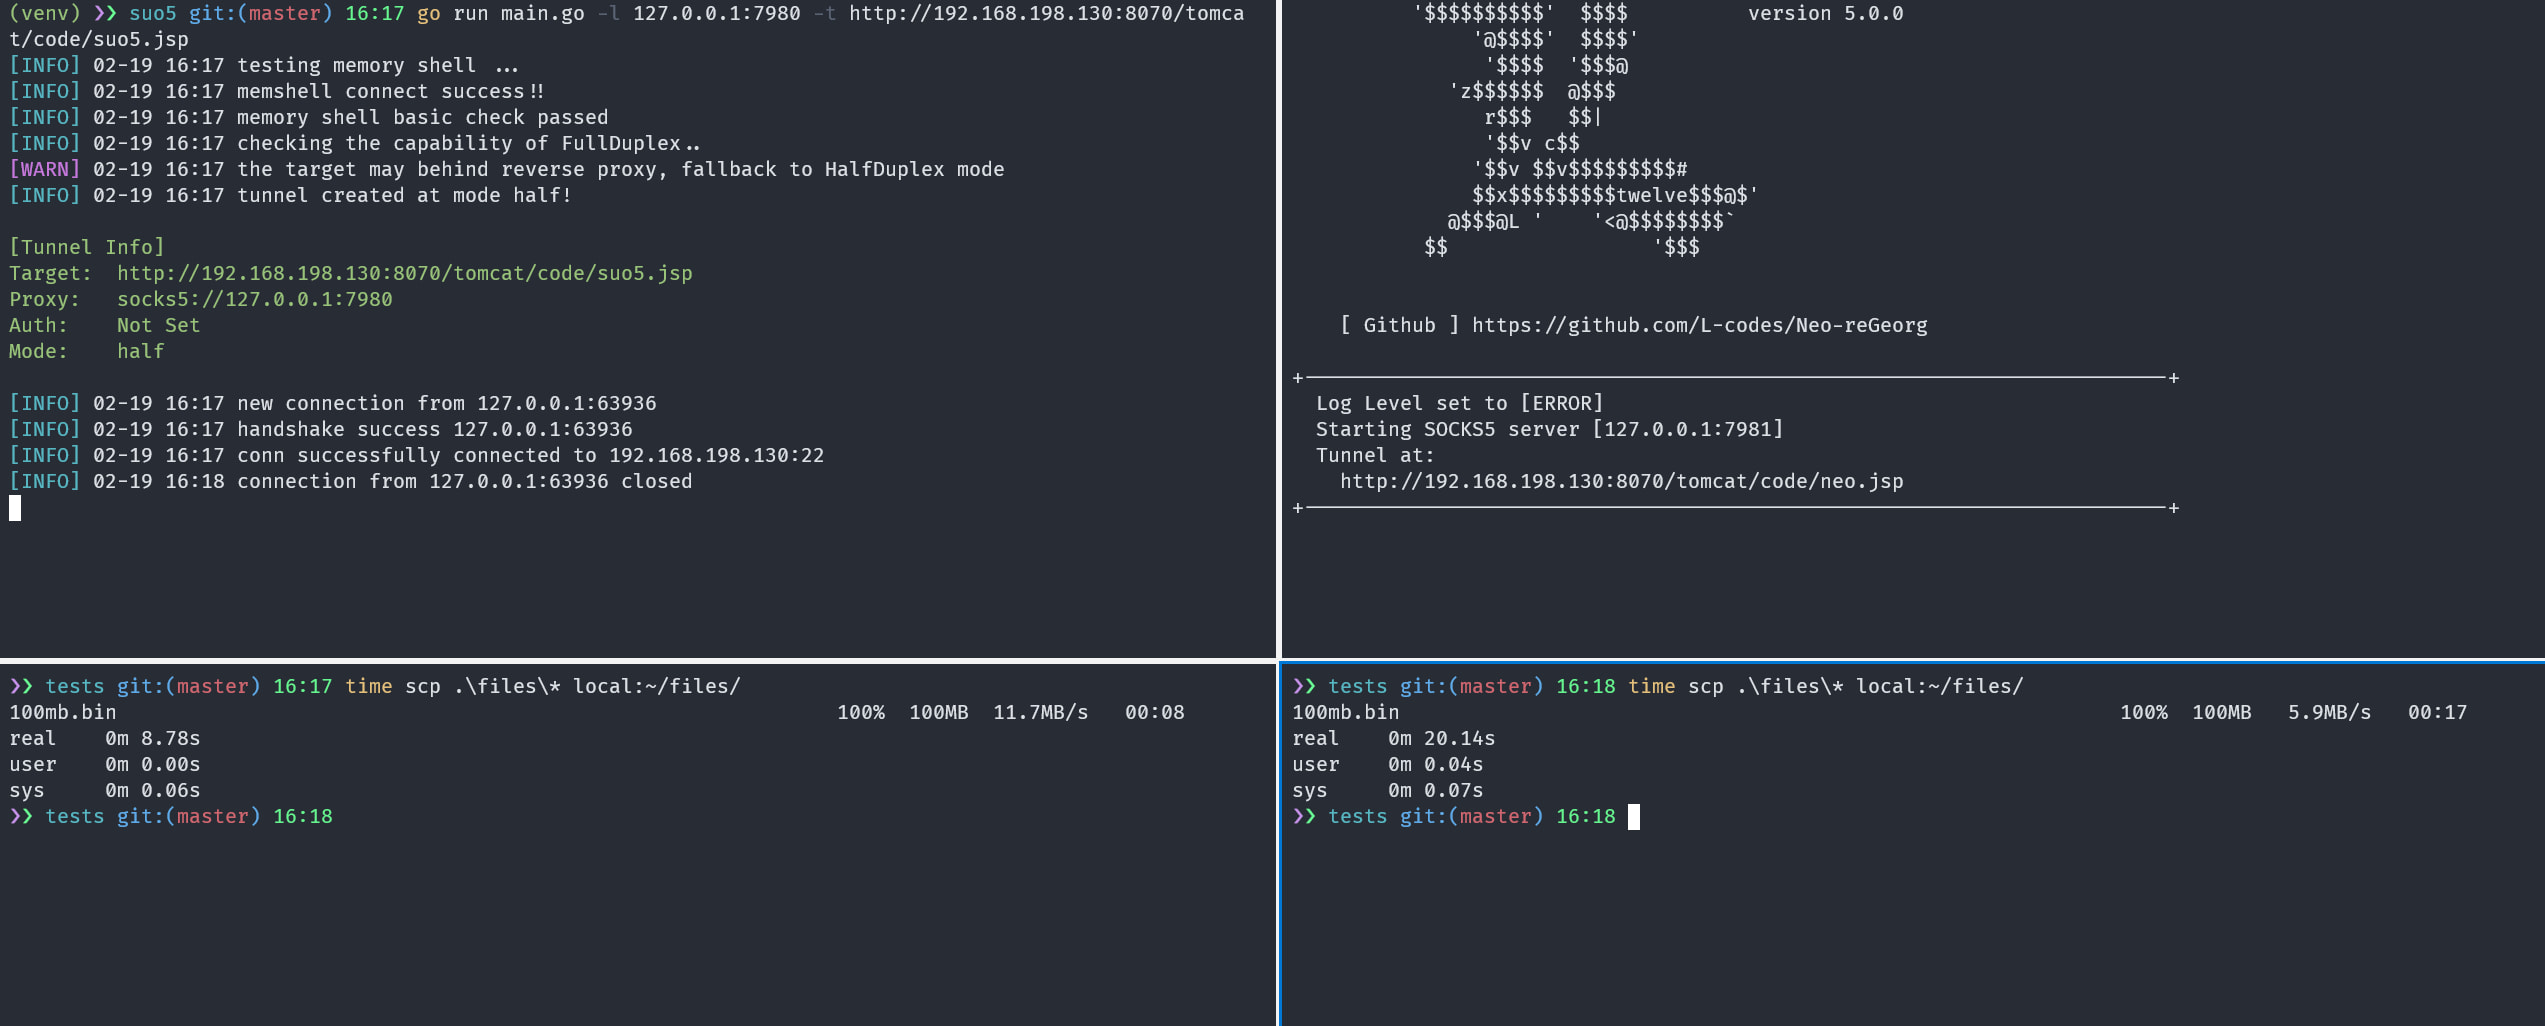 (venv) ❯❯ suo5 git:(master) 16:17 go run main.go -l 127.0.0.1:7980 -t http://192.168.198.130:8070/tomca
t/code/suo5.jsp
[INFO] 02-19 16:17 testing memory shell ...
[INFO] 02-19 16:17 memshell connect success!!
[INFO] 02-19 16:17 memory shell basic check passed
[INFO] 02-19 16:17 checking the capability of FullDuplex..
[WARN] 02-19 16:17 the target may behind reverse proxy, fallback to HalfDuplex mode
[INFO] 02-19 16:17 tunnel created at mode half!
[Tunnel Info]
Target:  http://192.168.198.130:8070/tomcat/code/suo5.jsp
Proxy:   socks5://127.0.0.1:7980
Auth:    Not Set
Mode:    half
[INFO] 02-19 16:17 new connection from 127.0.0.1:63936
[INFO] 02-19 16:17 handshake success 127.0.0.1:63936
[INFO] 02-19 16:17 conn successfully connected to 192.168.198.130:22
[INFO] 02-19 16:18 connection from 127.0.0.1:63936 closed
'$$$$$$$$$$'  $$$$          version 5.0.0
'@$$$$'  $$$$'
'$$$$  '$$$@
'z$$$$$$  @$$$
r$$$   $$|
'$$v c$$
'$$v $$v$$$$$$$$$#
$$x$$$$$$$$$twelve$$$@$'
@$$$@L '    '<@$$$$$$$$`
$$                 '$$$
[ Github ] https://github.com/L-codes/Neo-reGeorg
+------------------------------------------------------------------------+
Log Level set to [ERROR]
Starting SOCKS5 server [127.0.0.1:7981]
Tunnel at:
http://192.168.198.130:8070/tomcat/code/neo.jsp
+------------------------------------------------------------------------+
❯❯ tests git:(master) 16:17 time scp .\files\* local:~/files/
100mb.bin                                                            100%  100MB  11.7MB/s   00:08
real    0m 8.78s
user    0m 0.00s
sys     0m 0.06s
❯❯ tests git:(master) 16:18
❯❯ tests git:(master) 16:18 time scp .\files\* local:~/files/
100mb.bin                                                            100%  100MB   5.9MB/s   00:17
real    0m 20.14s
user    0m 0.04s
sys     0m 0.07s
❯❯ tests git:(master) 16:18